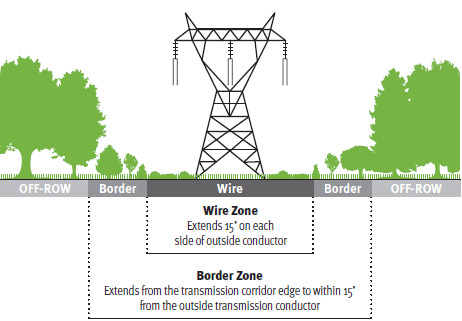 OFF-ROW Border Wire Border OFF-ROW
Wire Zone
Extends 15' on each
side of outside conductor
Border Zone
Extends from the transmission corridor edge to within 15'
from the outside transmission conductor